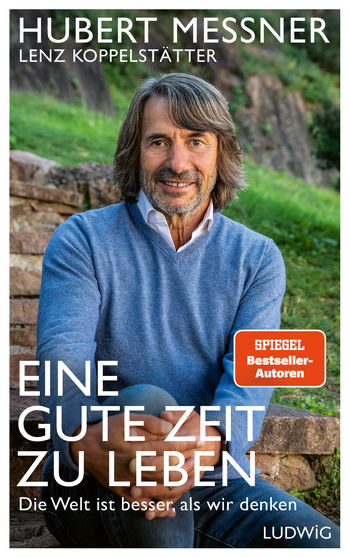 HUBERT MESSNER
LENZ KOPPELSTÄTTER
SPIEGEL
Bestseller-
Autoren
EINE
GUTE ZEIT
ZU LEBEN
Die Welt ist besser, als wir denken
LUDWiG